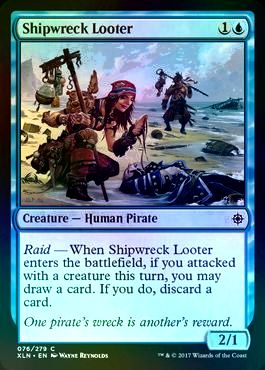 Shipwreck Looter 1
Creature — Human Pirate
Raid — When Shipwreck Looter
enters the battlefield, if you attacked
with a creature this turn, you may
draw a card. If you do, discard a
card.
One pirate's wreck is another's reward.
2/1
076/279 C
XLN • EN Wayne Reynolds
™ & © 2017 Wizards of the Coast